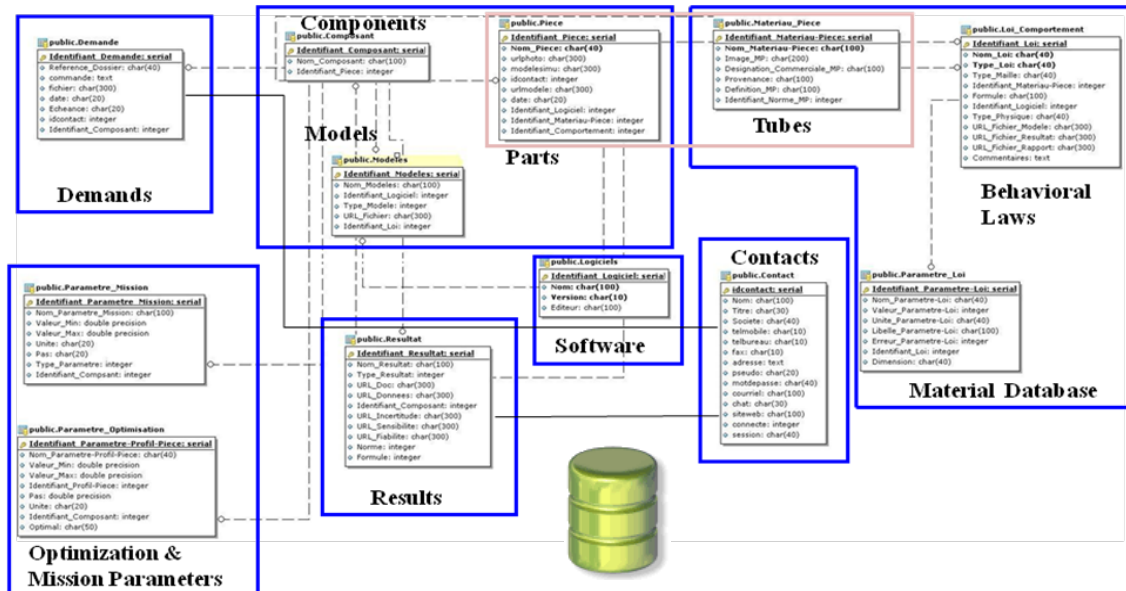 Components
public.Demande
Identifiant_Demande: serial
Reference_Dossier: char(40)
commande: text
fichier: char(300)
date: char(20)
Echeance: char(20)
idcontact: integer
Identifiant_Composant: integer
Demands
public.Composant
Identifiant_Composant: serial
Nom_Composant: char(100)
Identifiant_Piece: integer
Models
public.Modeles
Identifiant_Modeles: serial
Nom_Modeles: char(100)
Identifiant_Logiciel: integer
Type_Modele: integer
URL_Fichier: char(300)
Identifiant_Loi: integer
public.Piece
Identifiant_Piece: serial
Nom_Piece: char(40)
urlphoto: char(300)
modelesimu: char(300)
idcontact: integer
urlmodele: char(300)
date: char(20)
Identifiant_Logiciel: integer
Identifiant_Materiau-Piece: integer
Identifiant_Comportement: integer
Parts
public.Materiau_Piece
Identifiant_Materiau-Piece: serial
Nom_Materiau-Piece: char(100)
Image_MP: char(200)
Designation_Commerciale_MP: char(100)
Provenance: char(100)
Definition_MP: char(100)
Identifiant_Norme_MP: integer
Tubes
public.Loi_Comportement
Identifiant_Loi: serial
Nom_Loi: char(40)
Type_Loi: char(40)
Type_Maille: char(40)
Identifiant_Materiau-Piece: integer
Formule: char(100)
Identifiant_Logiciel: integer
Type_Physique: char(40)
URL_Fichier_Modele: char(300)
URL_Fichier_Resultat: char(300)
URL_Fichier_Rapport: char(300)
Commentaires: text
Behavioral
Laws
public.Parametre_Mission
Identifiant_Parametre_Mission: serial
Nom_Parametre_Mission: char(100)
Valeur_Min: double precision
Valeur_Max: double precision
Unite: char(20)
Pas: char(20)
Type_Parametre: integer
Identifiant_Compsant: integer
public.Parametre_Optimisation
Identifiant_Parametre-Profil-Piece: serial
Nom_Parametre-Profil-Piece: char(40)
Valeur_Min: double precision
Valeur_Max: double precision
Identifiant_Profil-Piece: integer
Pas: double precision
Unite: char(20)
Identifiant_Composant: integer
Optimal: char(50)
Optimization &
Mission Parameters
public.Resultat
Identifiant_Resultat: serial
Nom_Resultat: char(100)
Type_Resultat: integer
URL_Doc: char(300)
URL_Donnees: char(300)
Identifiant_Composant: integer
URL_Incertitude: char(300)
URL_Sensibilite: char(300)
URL_Fiabilite: char(300)
Norme: integer
Formule: integer
Results
public.Logiciels
Identifiant_Logiciel: serial
Nom: char(100)
Version: char(10)
Editeur: char(100)
Software
Contacts
public.Contact
idcontact: serial
Nom: char(100)
Titre: char(30)
Societe: char(40)
telmobile: char(10)
telbureau: char(10)
fax: char(10)
adresse: text
pseudo: char(20)
motdepasse: char(40)
courriel: char(100)
chat: char(30)
siteweb: char(100)
connecte: integer
session: char(40)
public.Parametre_Loi
Identifiant_Parametre-Loi: serial
Nom_Parametre-Loi: char(40)
Valeur_Parametre-Loi: integer
Unite_Parametre-Loi: char(40)
Libelle_Parametre-Loi: char(100)
Erreur_Parametre-Loi: integer
Identifiant_Loi: integer
Dimension: char(40)
Material Database